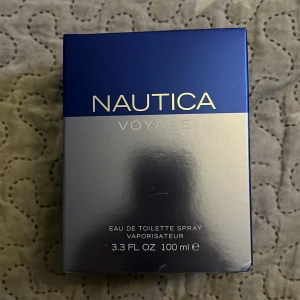 NAUTICA
VOYAGE
EAU DE TOILETTE SPRAY
VAPORISATEUR
3.3 FL OZ 100 ml ℮